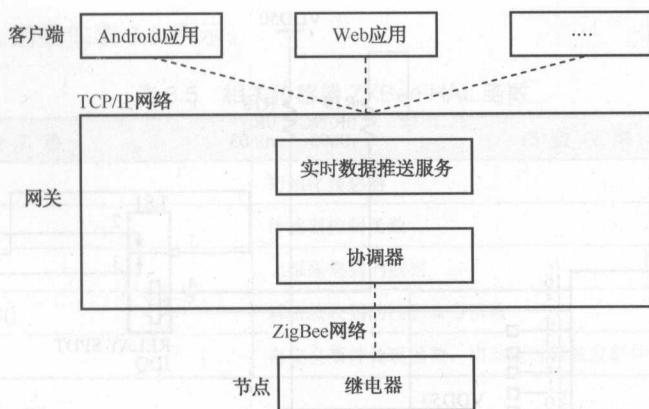 客户端
Android应用
Web应用
....
TCP/IP网络
网关
实时数据推送服务
协调器
ZigBee网络
节点
继电器